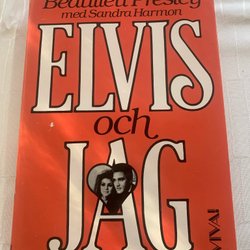 Beaulieu Presley
med Sandra Harmon
ELVIS
och
JAG
VIVA!